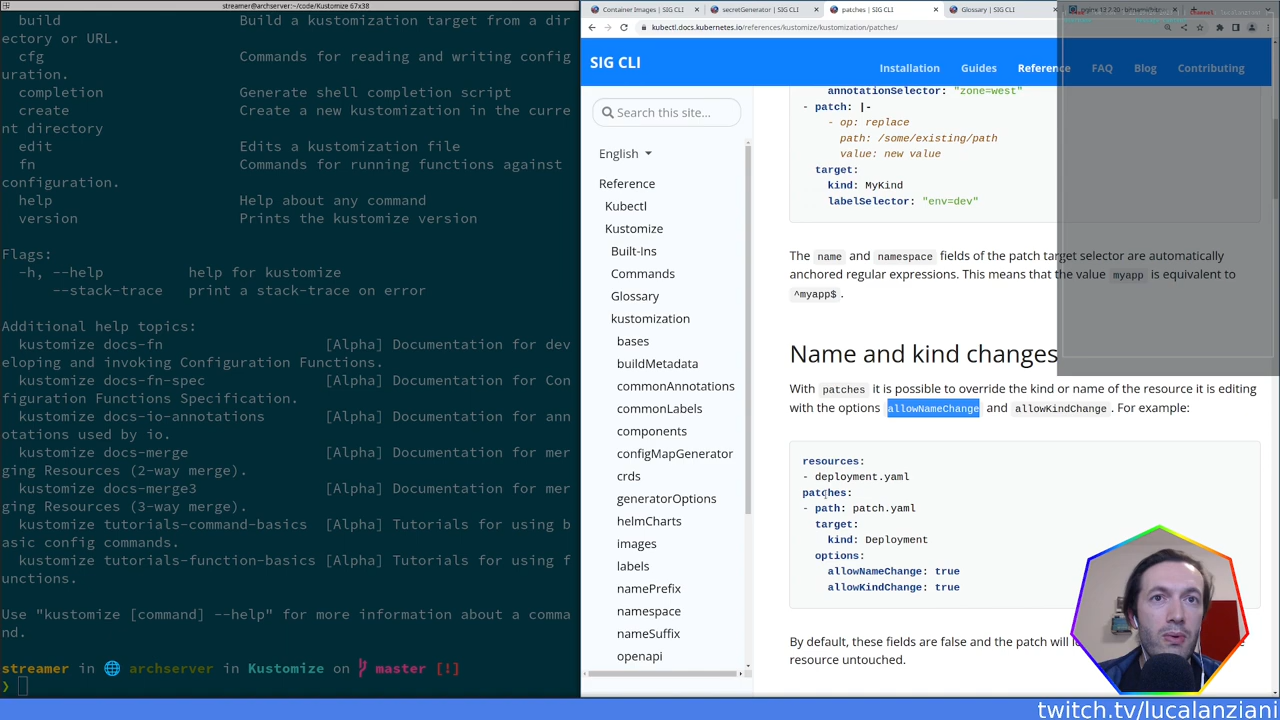 streamer@archserver:~/code/Kustomize 67x38
build Build a kustomization target from a dir
ectory or URL.
cfg Commands for reading and writing config
uration.
completion Generate shell completion script
create Create a new kustomization in the curre
nt directory
edit Edits a kustomization file
fn Commands for running functions against
configuration.
help Help about any command
version Prints the kustomize version
Flags:
-h, --help help for kustomize
--stack-trace print a stack-trace on error
Additional help topics:
kustomize docs-fn [Alpha] Documentation for dev
eloping and invoking Configuration Functions.
kustomize docs-fn-spec [Alpha] Documentation for Con
figuration Functions Specification.
kustomize docs-io-annotations [Alpha] Documentation for ann
otations used by io.
kustomize docs-merge [Alpha] Documentation for mer
ging Resources (2-way merge).
kustomize docs-merge3 [Alpha] Documentation for mer
ging Resources (3-way merge).
kustomize tutorials-command-basics [Alpha] Tutorials for using b
asic config commands.
kustomize tutorials-function-basics [Alpha] Tutorials for using f
unctions.
Use "kustomize [command] --help" for more information about a comma
nd.
streamer in archserver in Kustomize on master [!]
❯
Container Images | SIG CLI
secretGenerator | SIG CLI
patches | SIG CLI
Glossary | SIG CLI
kubectl.docs.kubernetes.io/references/kustomize/kustomization/patches/
SIG CLI
Installation Guides Reference FAQ Blog Contributing
Search this site...
English
Reference
Kubectl
Kustomize
Built-Ins
Commands
Glossary
kustomization
bases
buildMetadata
commonAnnotations
commonLabels
components
configMapGenerator
crds
generatorOptions
helmCharts
images
labels
namePrefix
namespace
nameSuffix
openapi
annotationSelector: "zone=west"
- patch: |-
- op: replace
path: /some/existing/path
value: new value
target:
kind: MyKind
labelSelector: "env=dev"
The name and namespace fields of the patch target selector are automatically
anchored regular expressions. This means that the value myapp is equivalent to
^myapp$ .
Name and kind changes
With patches it is possible to override the kind or name of the resource it is editing
with the options allowNameChange and allowKindChange. For example:
resources:
- deployment.yaml
patches:
- path: patch.yaml
target:
kind: Deployment
options:
allowNameChange: true
allowKindChange: true
By default, these fields are false and the patch will
resource untouched.
twitch.tv/lucalanziani